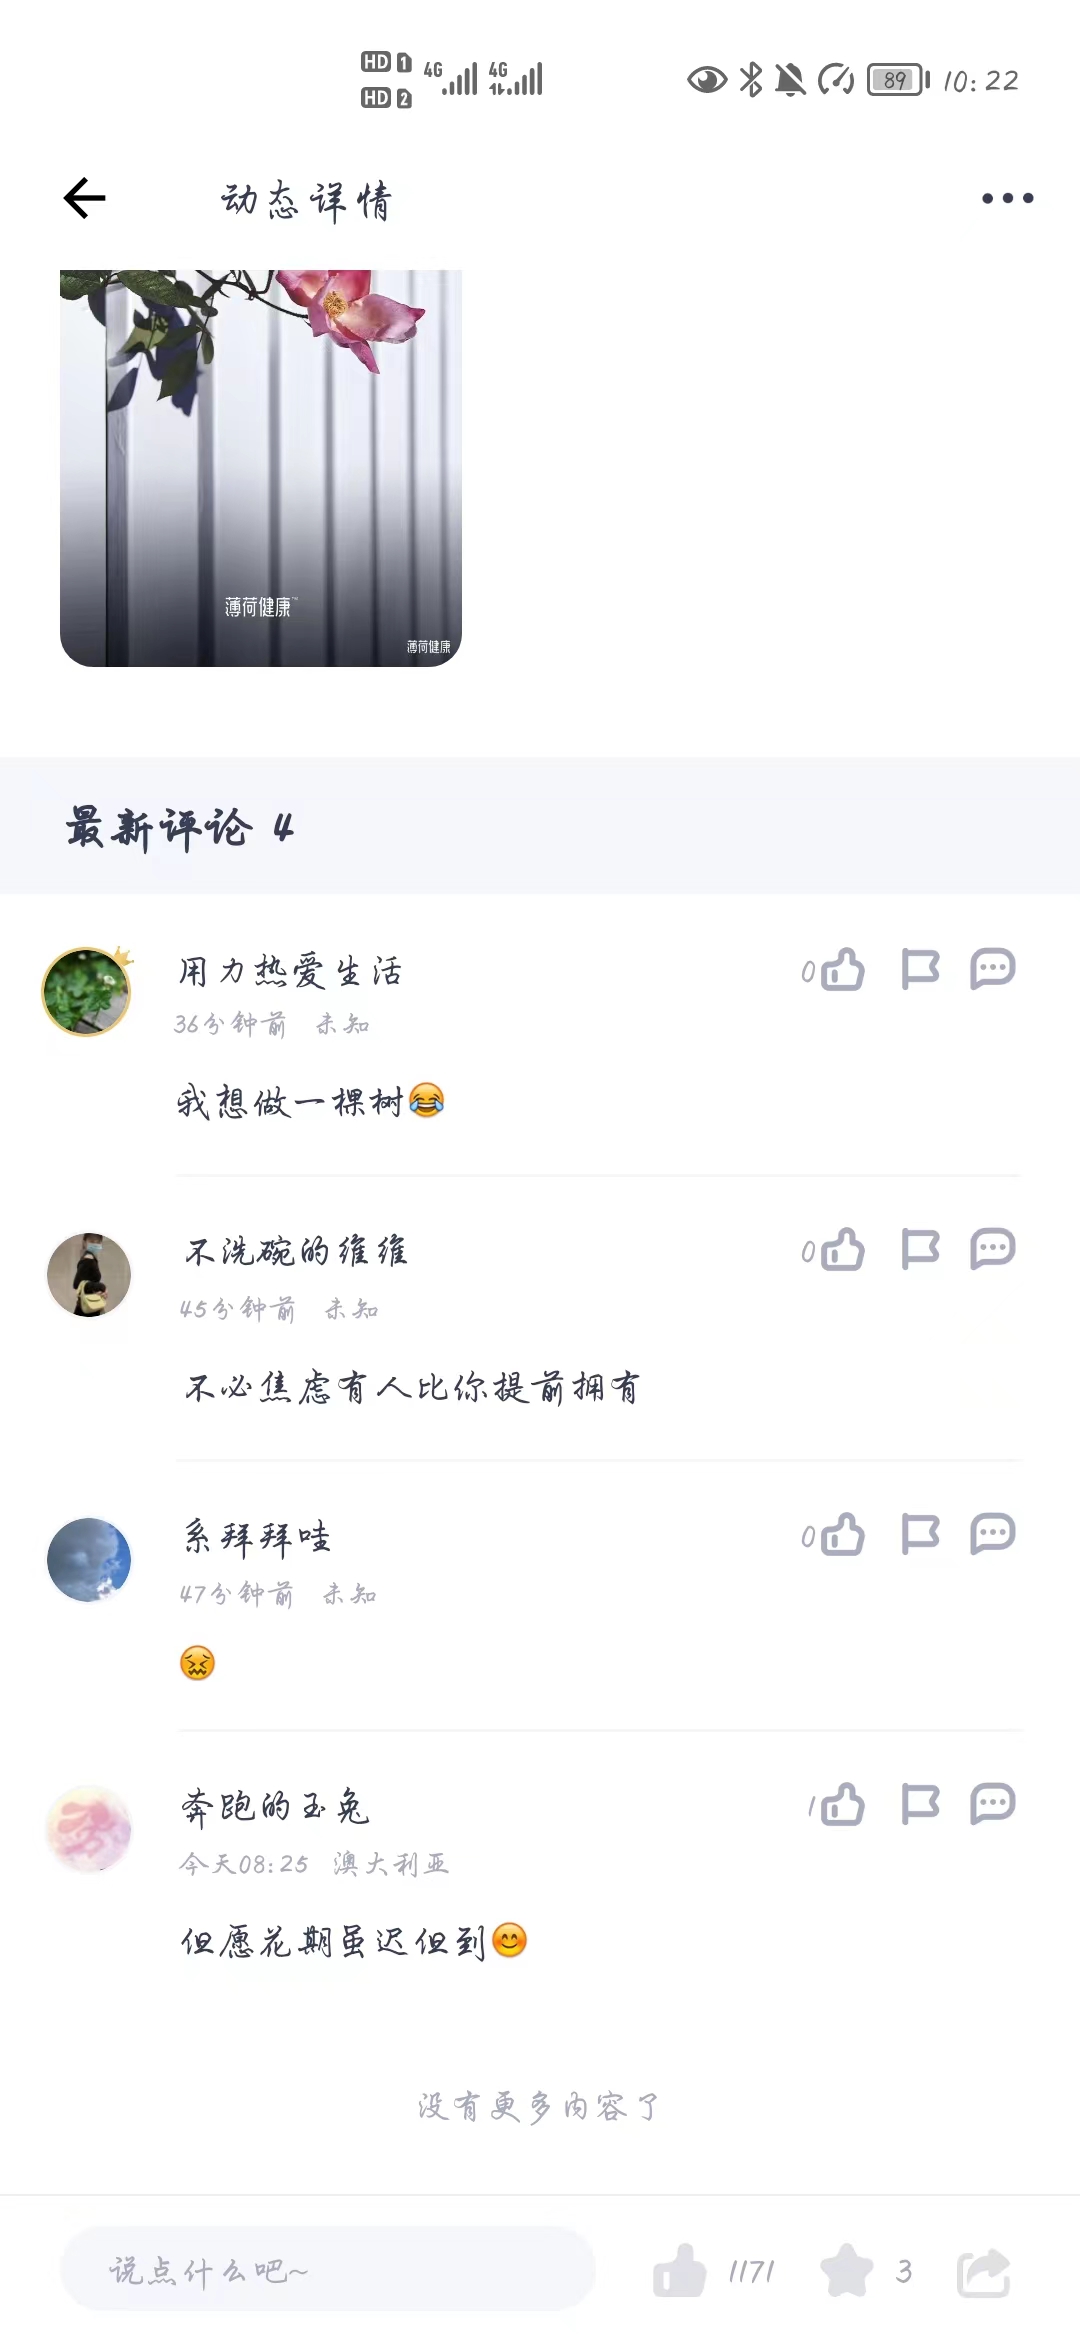 HD 1 4G 4G 89 10:22
HD 2
动态详情
薄荷健康
薄荷健康
最新评论 4
用力热爱生活 0
36分钟前 未知
我想做一棵树😂
不洗碗的维维 0
45分钟前 未知
不必焦虑有人比你提前拥有
系拜拜哇 0
47分钟前 未知
😖
奔跑的玉兔 1
今天08:25 澳大利亚
但愿花期虽迟但到😊
没有更多内容了
说点什么吧~ 1171 3